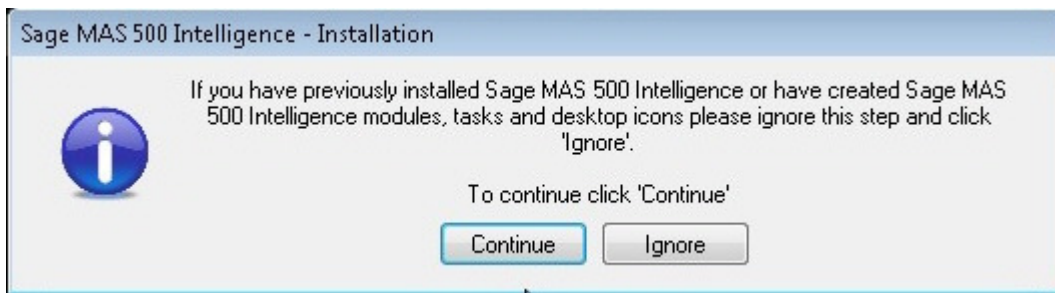 Sage MAS 500 Intelligence - Installation
If you have previously installed Sage MAS 500 Intelligence or have created Sage MAS
500 Intelligence modules, tasks and desktop icons please ignore this step and click
'Ignore'.
To continue click 'Continue'
Continue
Ignore